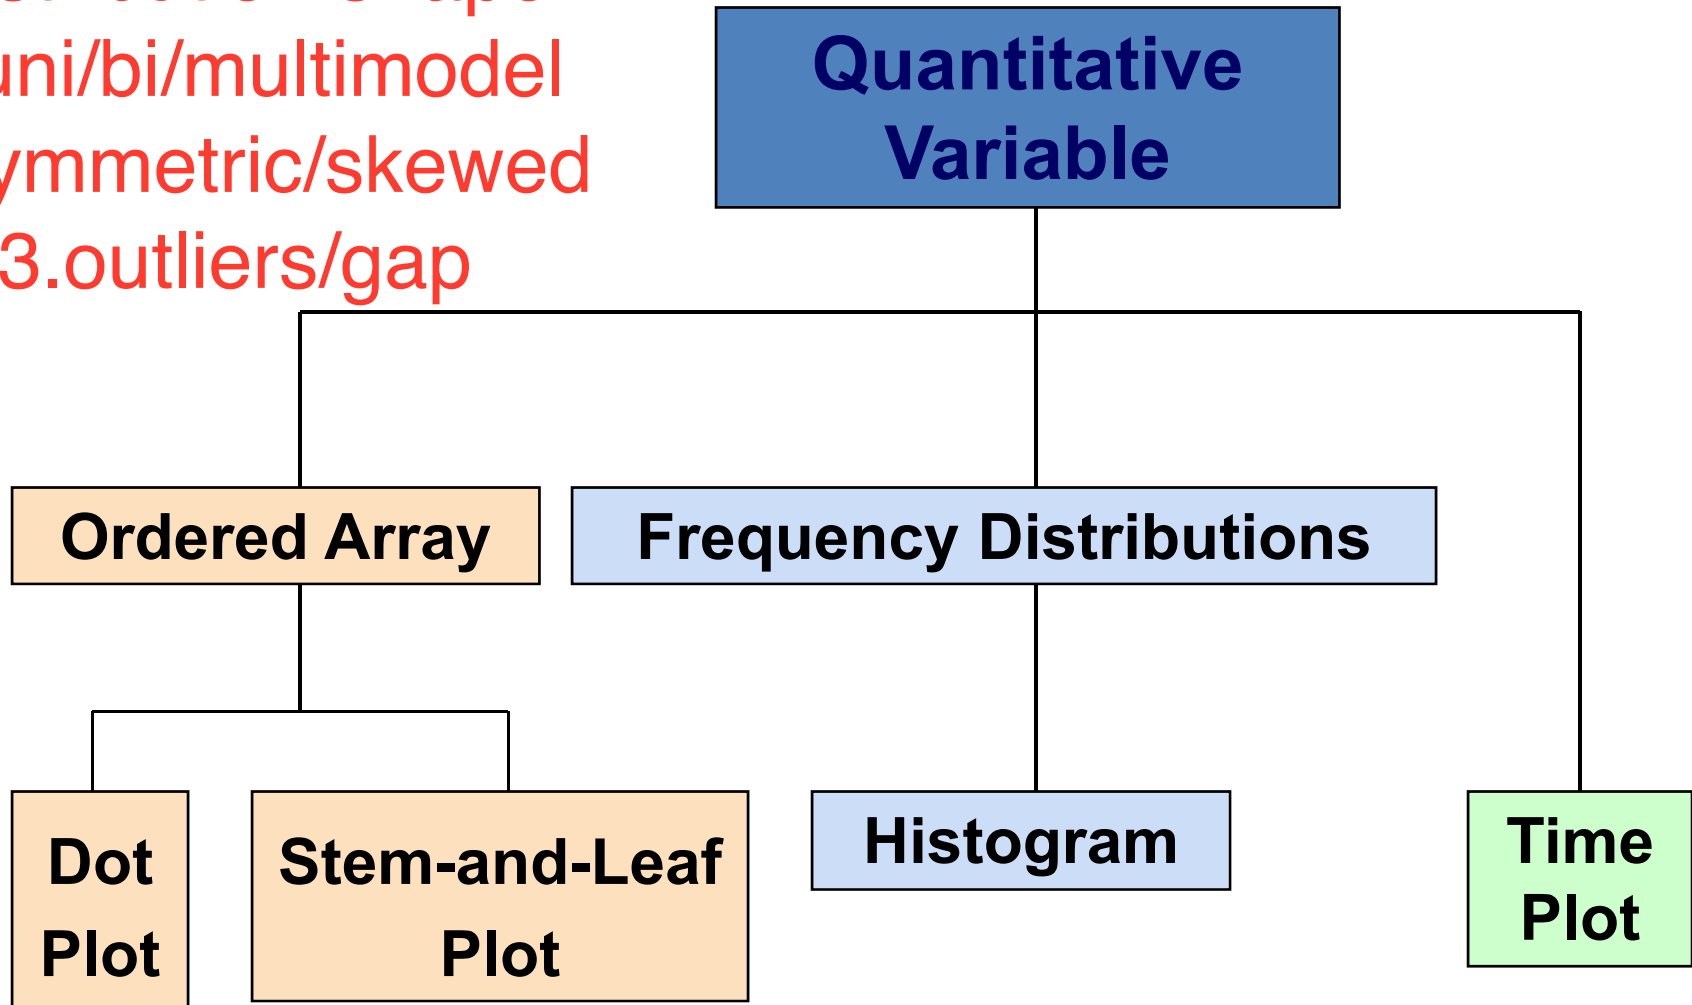 uni/bi/multimodel
symmetric/skewed
3.outliers/gap
Quantitative
Variable
Ordered Array
Frequency Distributions
Dot
Plot
Stem-and-Leaf
Plot
Histogram
Time
Plot